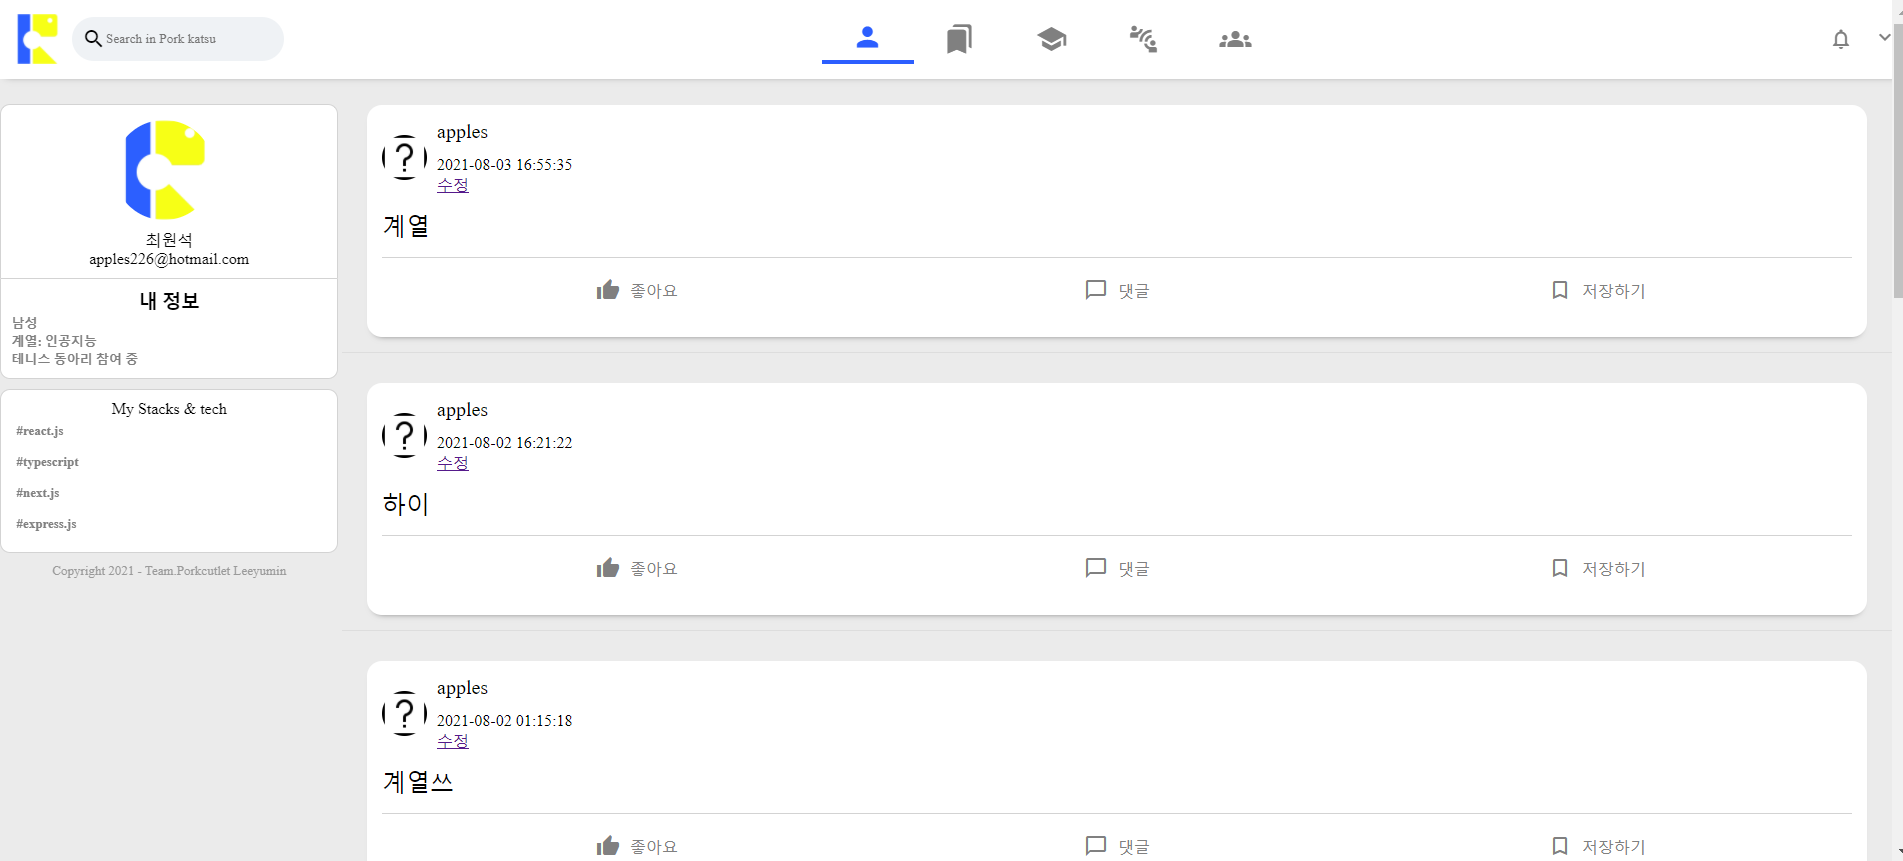 Search in Pork katsu
최원석
apples226@hotmail.com
내 정보
남성
계열: 인공지능
테니스 동아리 참여 중
My Stacks & tech
#react.js
#typescript
#next.js
#express.js
Copyright 2021 - Team.Porkcutlet Leeyumin
apples
2021-08-03 16:55:35
수정
계열
좋아요 댓글 저장하기
apples
2021-08-02 16:21:22
수정
하이
좋아요 댓글 저장하기
apples
2021-08-02 01:15:18
수정
계열쓰
좋아요 댓글 저장하기